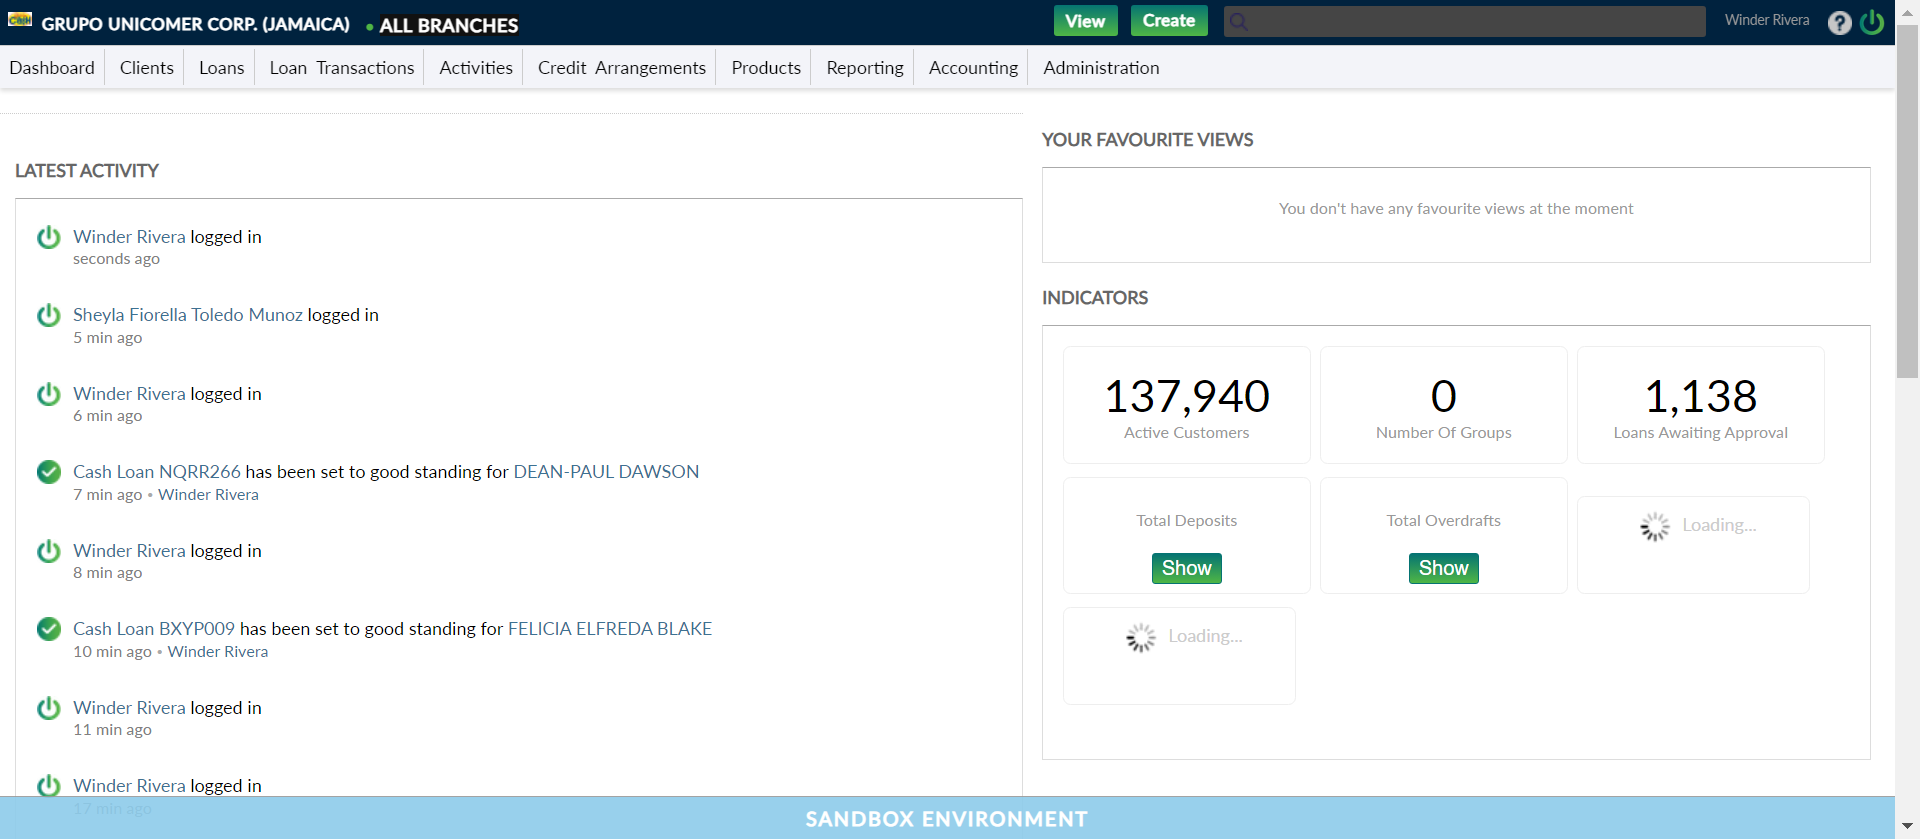 Cash GRUPO UNICOMER CORP. (JAMAICA) • ALL BRANCHES View Create Winder Rivera ?
Dashboard Clients Loans Loan Transactions Activities Credit Arrangements Products Reporting Accounting Administration
LATEST ACTIVITY
Winder Rivera logged in
seconds ago
Sheyla Fiorella Toledo Munoz logged in
5 min ago
Winder Rivera logged in
6 min ago
Cash Loan NQRR266 has been set to good standing for DEAN-PAUL DAWSON
7 min ago • Winder Rivera
Winder Rivera logged in
8 min ago
Cash Loan BXYP009 has been set to good standing for FELICIA ELFREDA BLAKE
10 min ago • Winder Rivera
Winder Rivera logged in
11 min ago
Winder Rivera logged in
17 min ago
YOUR FAVOURITE VIEWS
You don't have any favourite views at the moment
INDICATORS
137,940
Active Customers
0
Number Of Groups
1,138
Loans Awaiting Approval
Total Deposits
Show
Total Overdrafts
Show
Loading...
Loading...
SANDBOX ENVIRONMENT